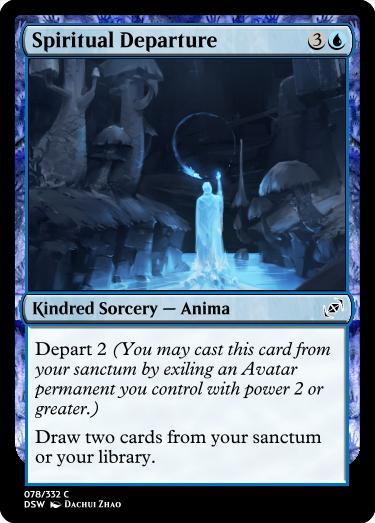 Spiritual Departure 3
Kindred Sorcery — Anima
Depart 2 (You may cast this card from
your sanctum by exiling an Avatar
permanent you control with power 2 or
greater.)
Draw two cards from your sanctum
or your library.
078/332 C
DSW Dachui Zhao